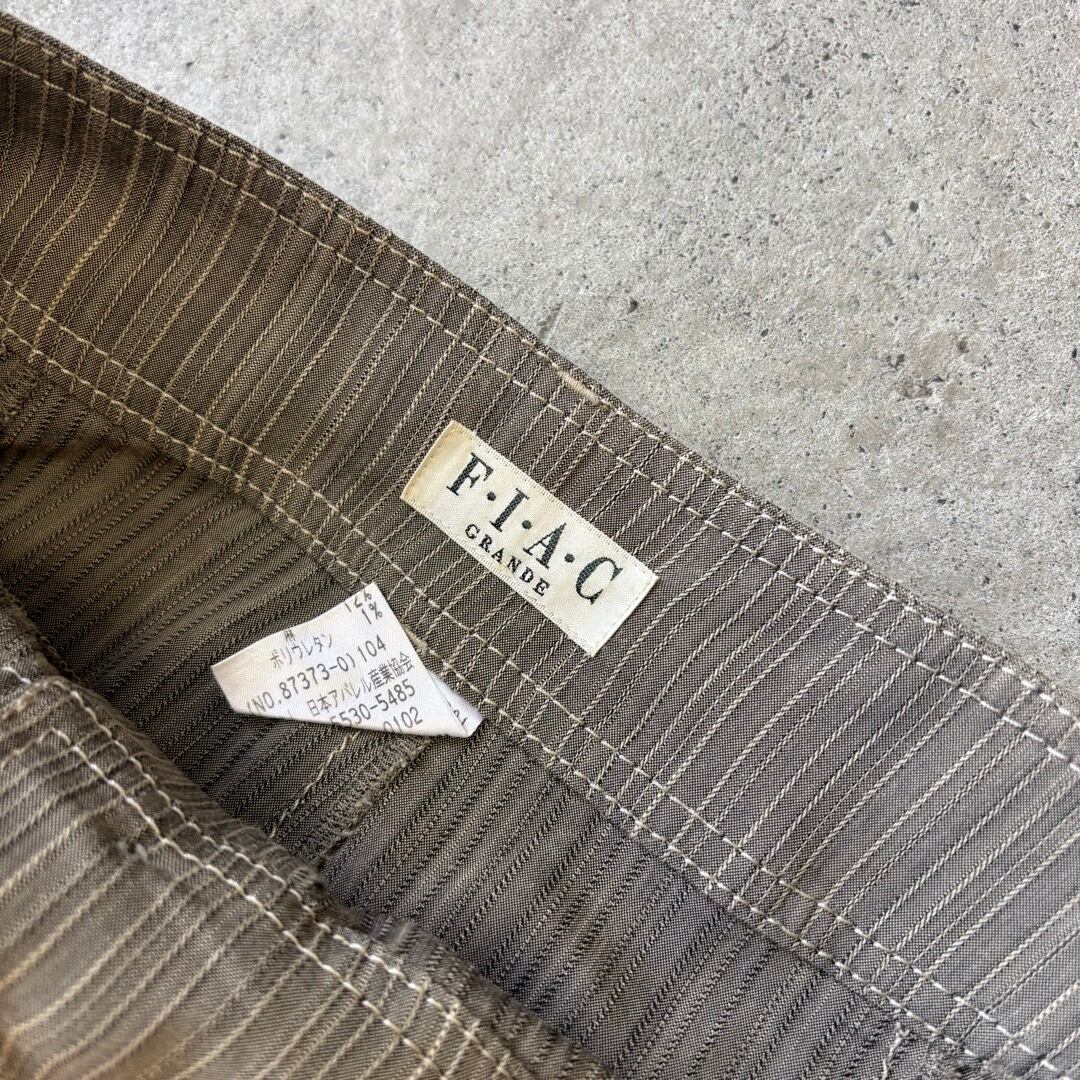 F·I·A·C
GRANDE
1%
ポリウレタン
NO. 87373-01104
日本アパレル産業協会
5530-5485
0102